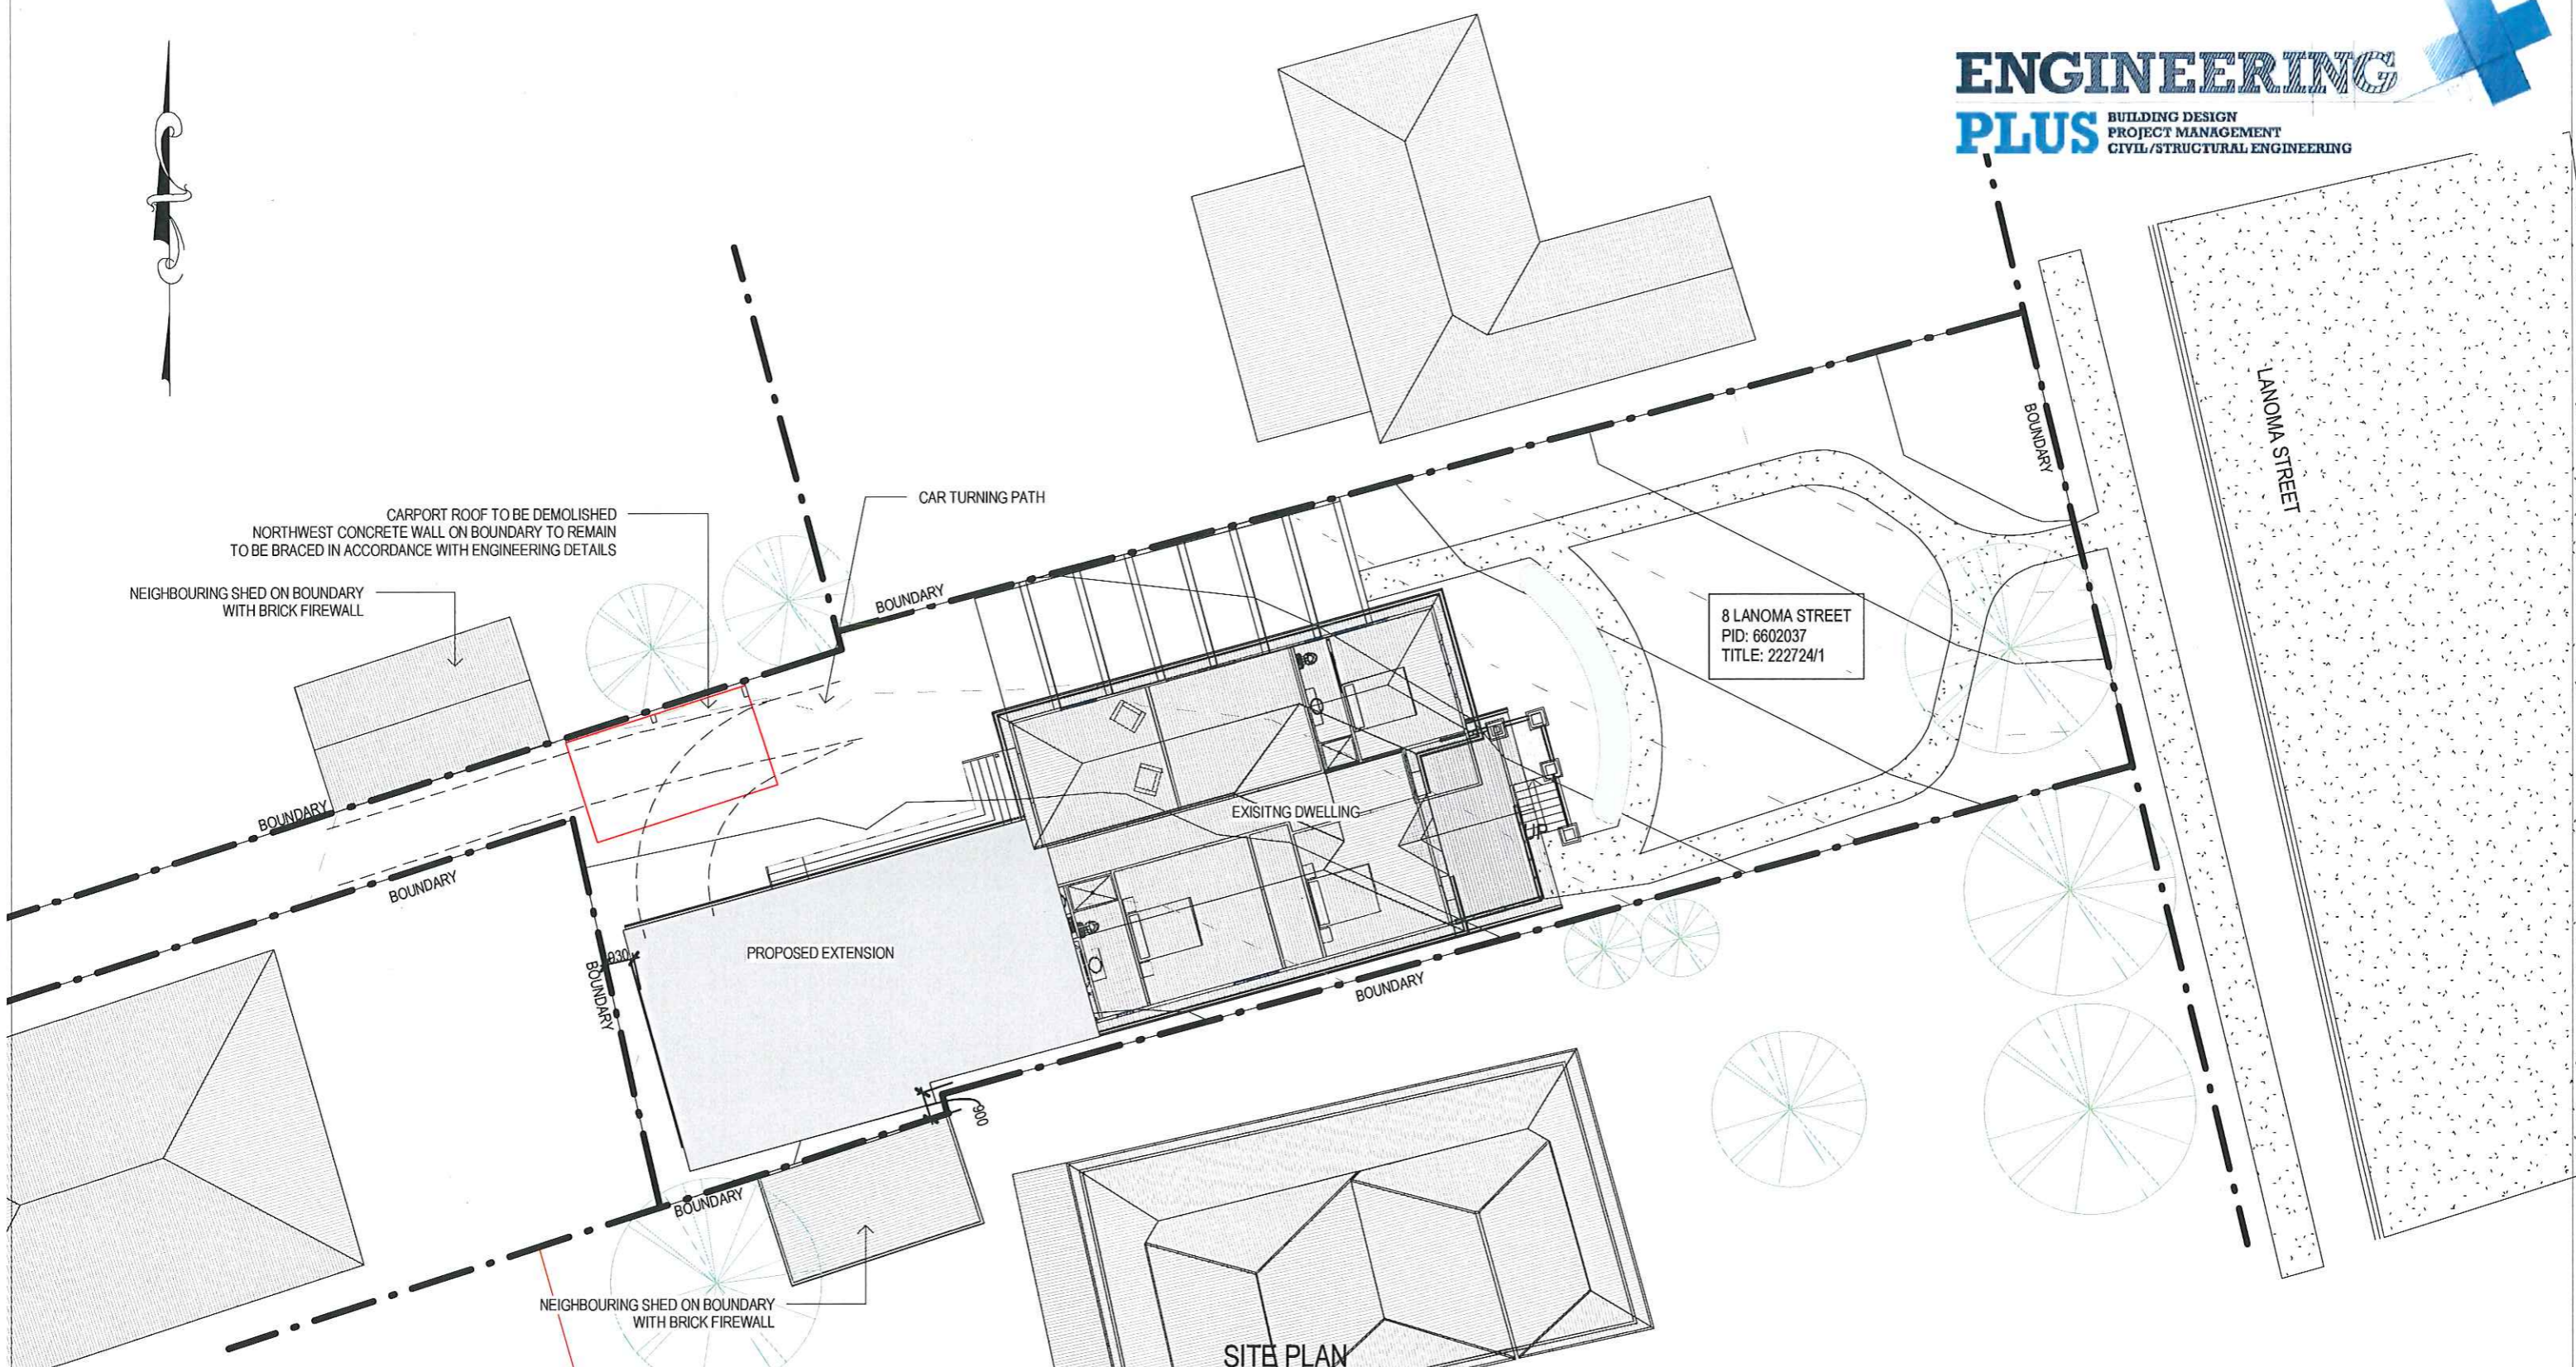 ENGINEERING
PLUS
BUILDING DESIGN
PROJECT MANAGEMENT
CIVIL/STRUCTURAL ENGINEERING
LANOMA STREET
BOUNDARY
CAR TURNING PATH
CARPORT ROOF TO BE DEMOLISHED
NORTHWEST CONCRETE WALL ON BOUNDARY TO REMAIN
TO BE BRACED IN ACCORDANCE WITH ENGINEERING DETAILS
NEIGHBOURING SHED ON BOUNDARY
WITH BRICK FIREWALL
BOUNDARY
8 LANOMA STREET
PID: 6602037
TITLE: 222724/1
BOUNDARY
EXISITNG DWELLING
UP
BOUNDARY
PROPOSED EXTENSION
930
BOUNDARY
BOUNDARY
900
BOUNDARY
NEIGHBOURING SHED ON BOUNDARY
WITH BRICK FIREWALL
SITE PLAN